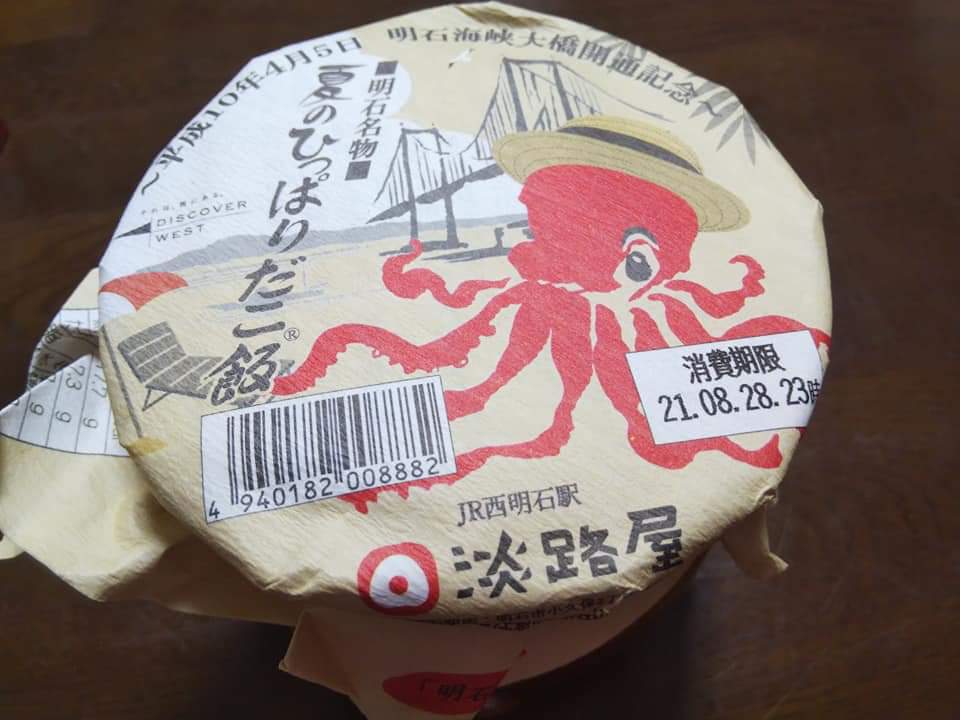 ~平成10年4月5日 明石海峡大橋開通記念~
■明石名物■
夏のひっぱりだこ飯®
DISCOVER
WEST
消費期限
21.08.28.23時
4 940182 008882
JR西明石駅
淡路屋
「明石